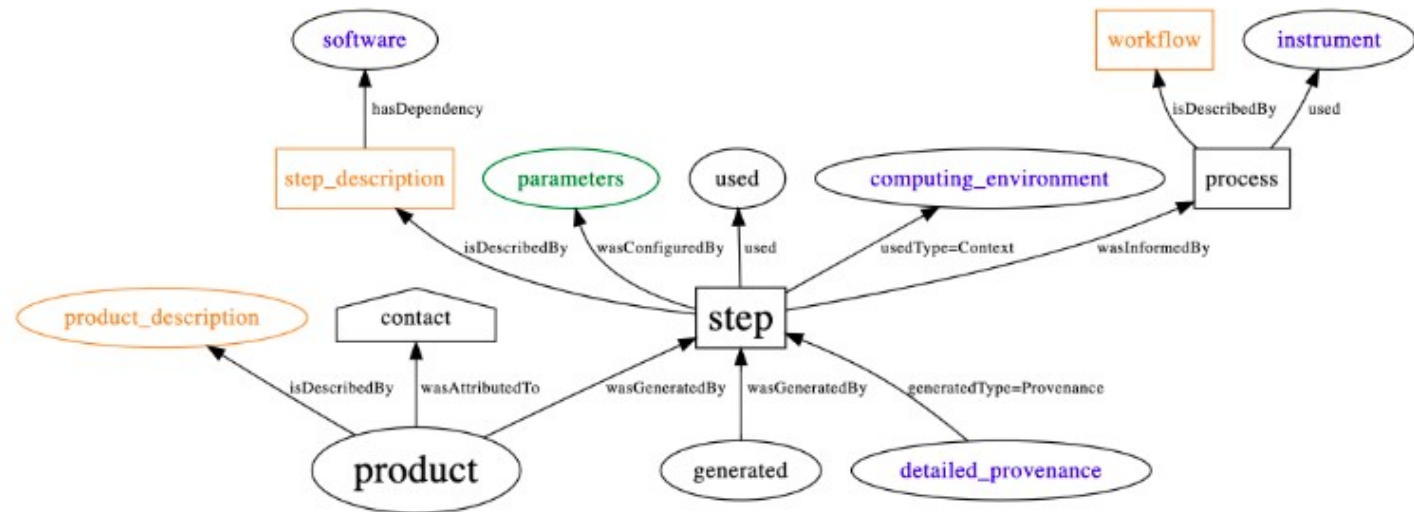 software
workflow
instrument
hasDependency
isDescribedBy
used
step_description
parameters
used
computing_environment
process
isDescribedBy
wasConfiguredBy
used
usedType=Context
wasInformedBy
product_description
contact
step
isDescribedBy
wasAttributedTo
wasGeneratedBy
wasGeneratedBy
generatedType=Provenance
product
generated
detailed_provenance